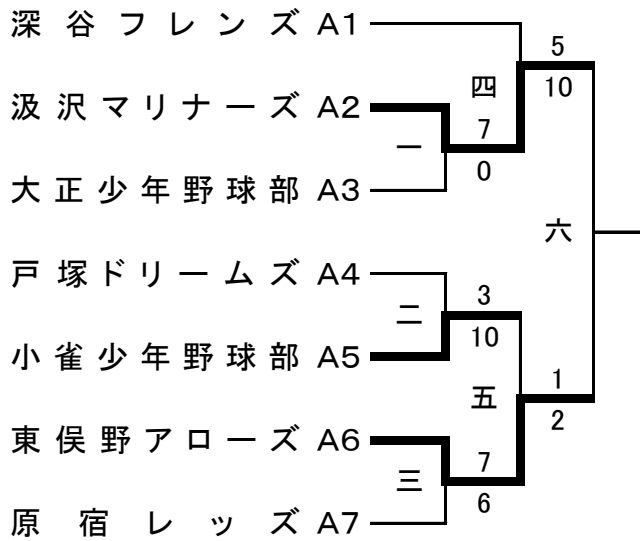 深谷フレンズ A1
5
四
10
汲沢マリナーズ A2
7
一
0
大正少年野球部 A3
六
戸塚ドリームズ A4
3
二
10
小雀少年野球部 A5
1
五
2
東俣野アローズ A6
7
三
6
原宿レッズ A7